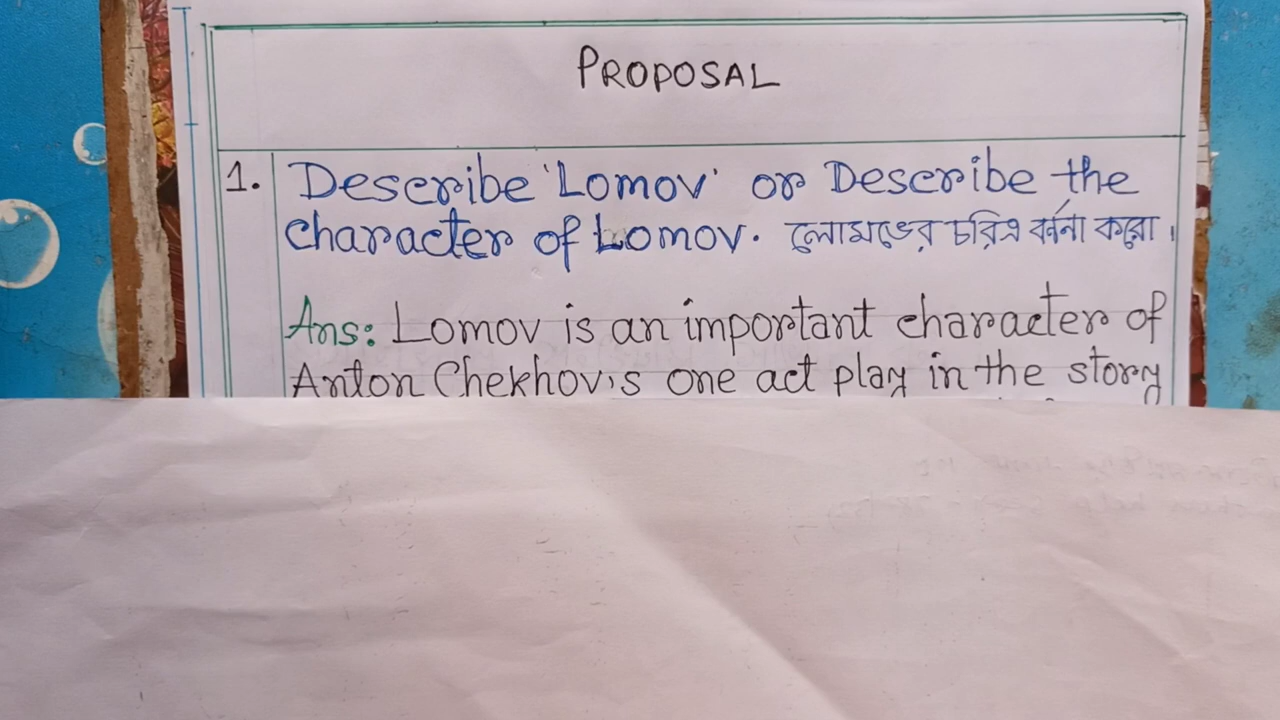 PROPOSAL
1. Describe 'Lomov' or Describe the
character of Lomov. লোমভের চরিত্র বর্ননা করো।
Ans: Lomov is an important character of
Anton Chekhov's one act play in the story